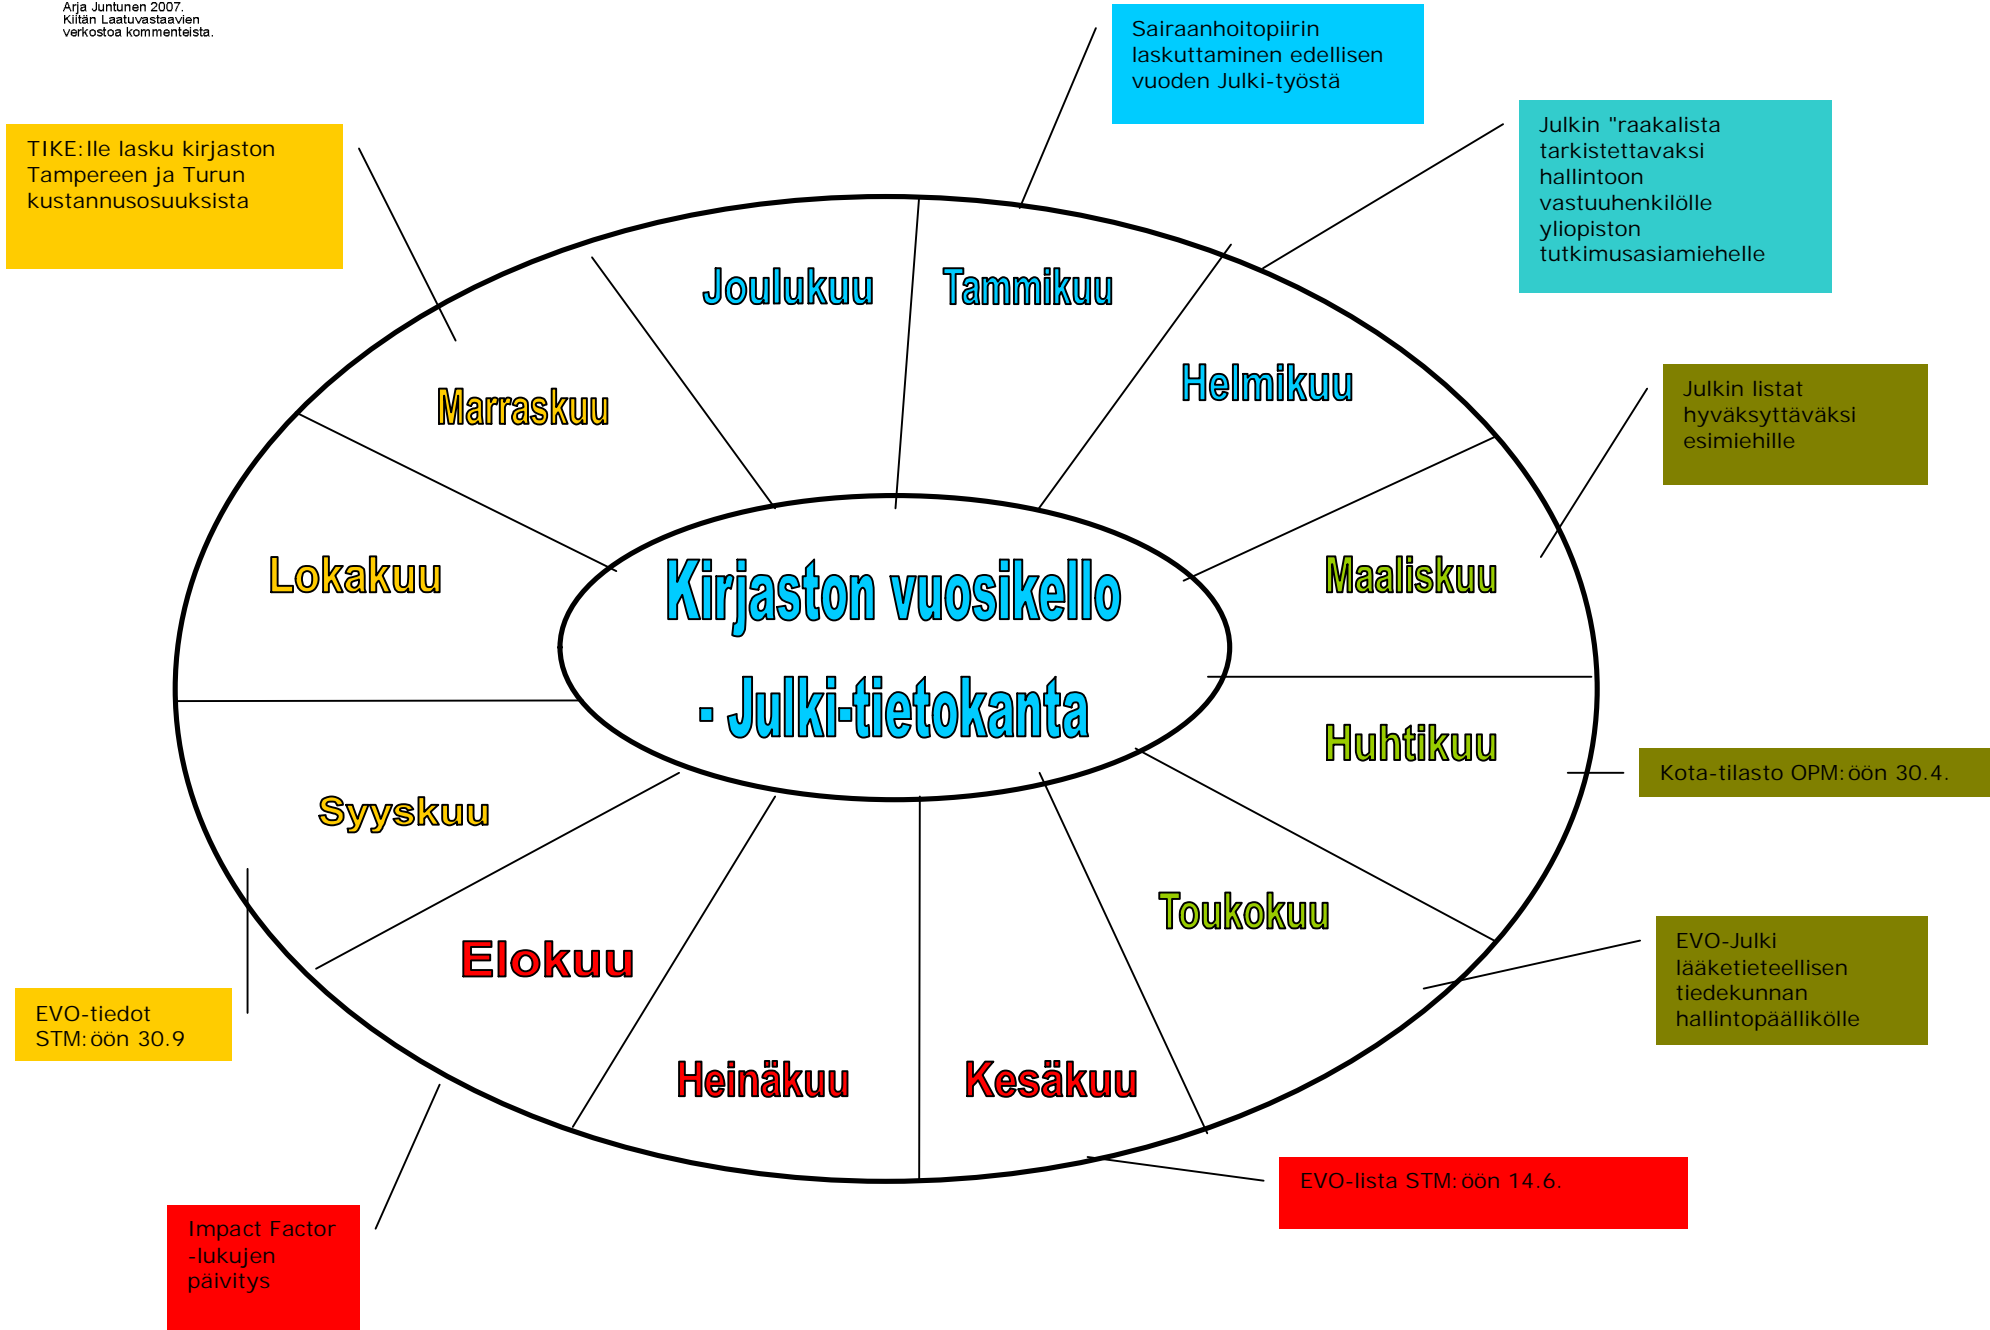 Arja Juntunen 2007.
Kiitän Laatuvastaavien
verkostoa kommenteista.
Sairaanhoitopiirin
laskuttaminen edellisen
vuoden Julki-työstä
TIKE:lle lasku kirjaston
Tampereen ja Turun
kustannusosuuksista
Julkin "raakalista
tarkistettavaksi
hallintoon
vastuuhenkilölle
yliopiston
tutkimusasiamiehelle
Joulukuu
Tammikuu
Helmikuu
Marraskuu
Julkin listat
hyväksyttäväksi
esimiehille
Lokakuu
Maaliskuu
Kirjaston vuosikello
- Julki-tietokanta
Huhtikuu
Kota-tilasto OPM:öön 30.4.
Syyskuu
Toukokuu
Elokuu
EVO-Julki
lääketieteellisen
tiedekunnan
hallintopäällikölle
EVO-tiedot
STM:öön 30.9
Heinäkuu
Kesäkuu
EVO-lista STM:öön 14.6.
Impact Factor
-lukujen
päivitys